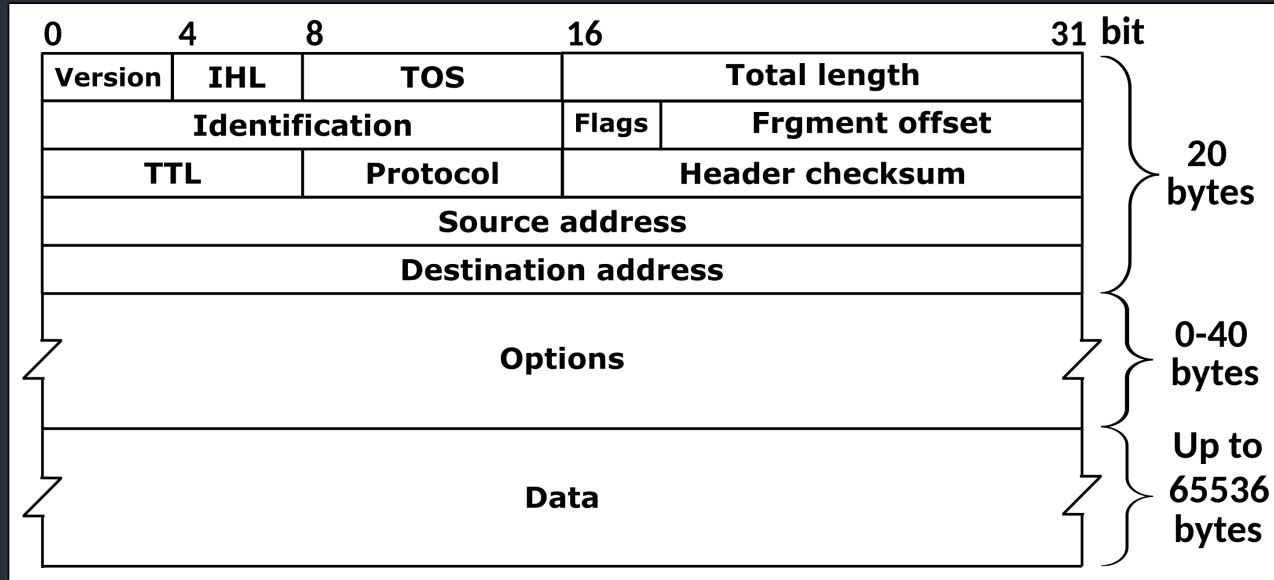 0 4 8 16 31 bit
Version IHL TOS Total length
Identification Flags Frgment offset
20
bytes
TTL Protocol Header checksum
Source address
Destination address
Options
0-40
bytes
Data
Up to
65536
bytes